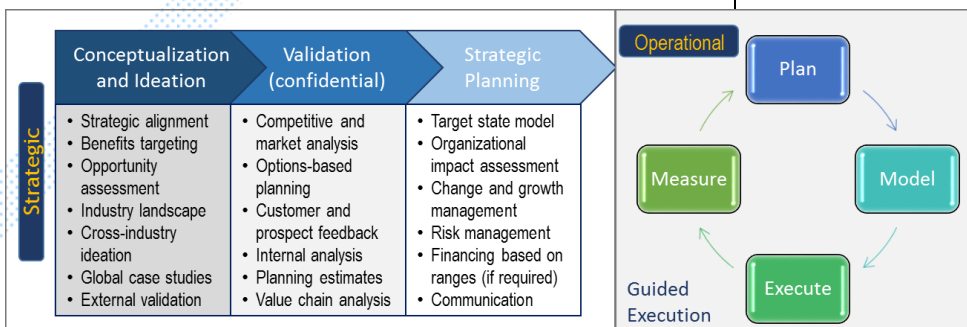 Strategic
Conceptualization
and Ideation
• Strategic alignment
• Benefits targeting
• Opportunity
assessment
• Industry landscape
• Cross-industry
ideation
• Global case studies
• External validation
Validation
(confidential)
• Competitive and
market analysis
• Options-based
planning
• Customer and
prospect feedback
• Internal analysis
• Planning estimates
• Value chain analysis
Strategic
Planning
• Target state model
• Organizational
impact assessment
• Change and growth
management
• Risk management
• Financing based on
ranges (if required)
• Communication
Operational
Plan
Model
Execute
Measure
Guided
Execution